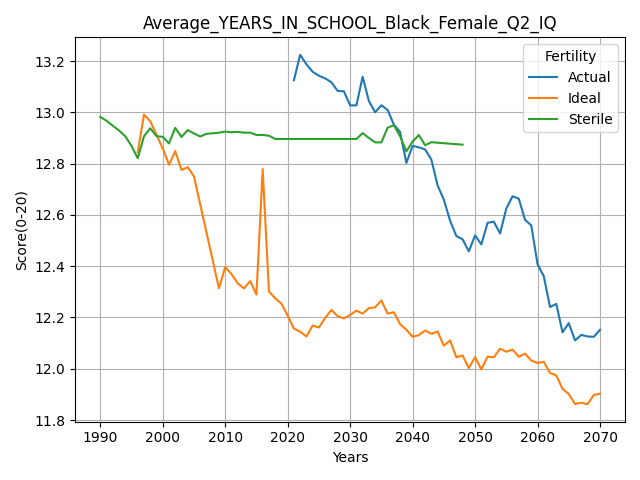 Average_YEARS_IN_SCHOOL_Black_Female_Q2_IQ
Fertility
Actual
Ideal
Sterile
Score(0-20)
13.2
13.0
12.8
12.6
12.4
12.2
12.0
11.8
1990 2000 2010 2020 2030 2040 2050 2060 2070
Years